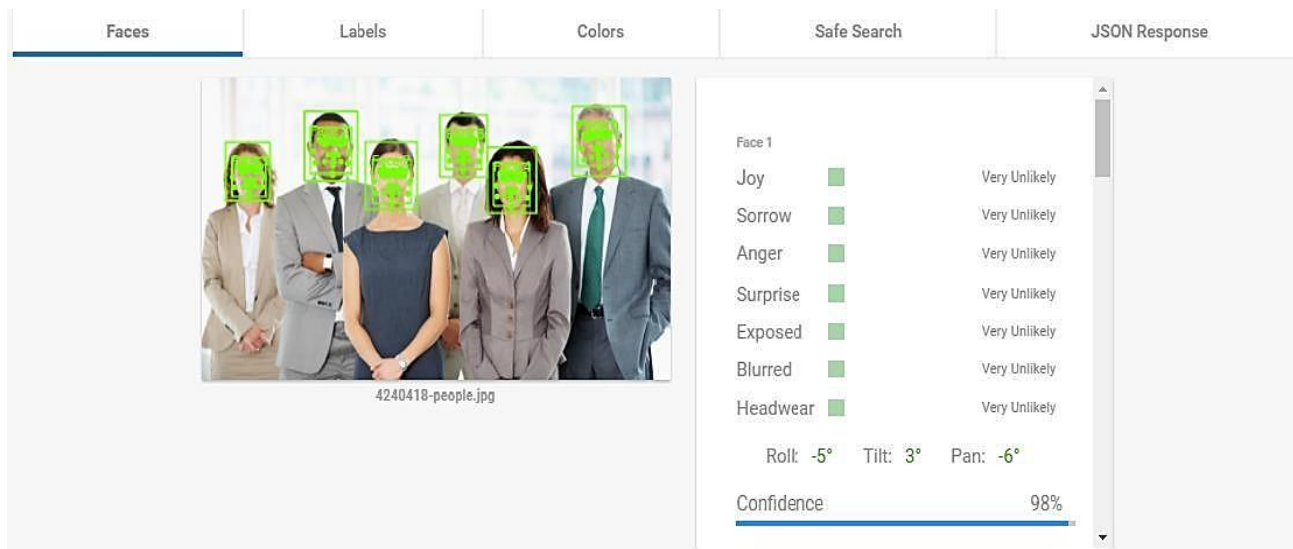 Faces Labels Colors Safe Search JSON Response
4240418-people.jpg
Face 1
Joy Very Unlikely
Sorrow Very Unlikely
Anger Very Unlikely
Surprise Very Unlikely
Exposed Very Unlikely
Blurred Very Unlikely
Headwear Very Unlikely
Roll: -5° Tilt: 3° Pan: -6°
Confidence 98%